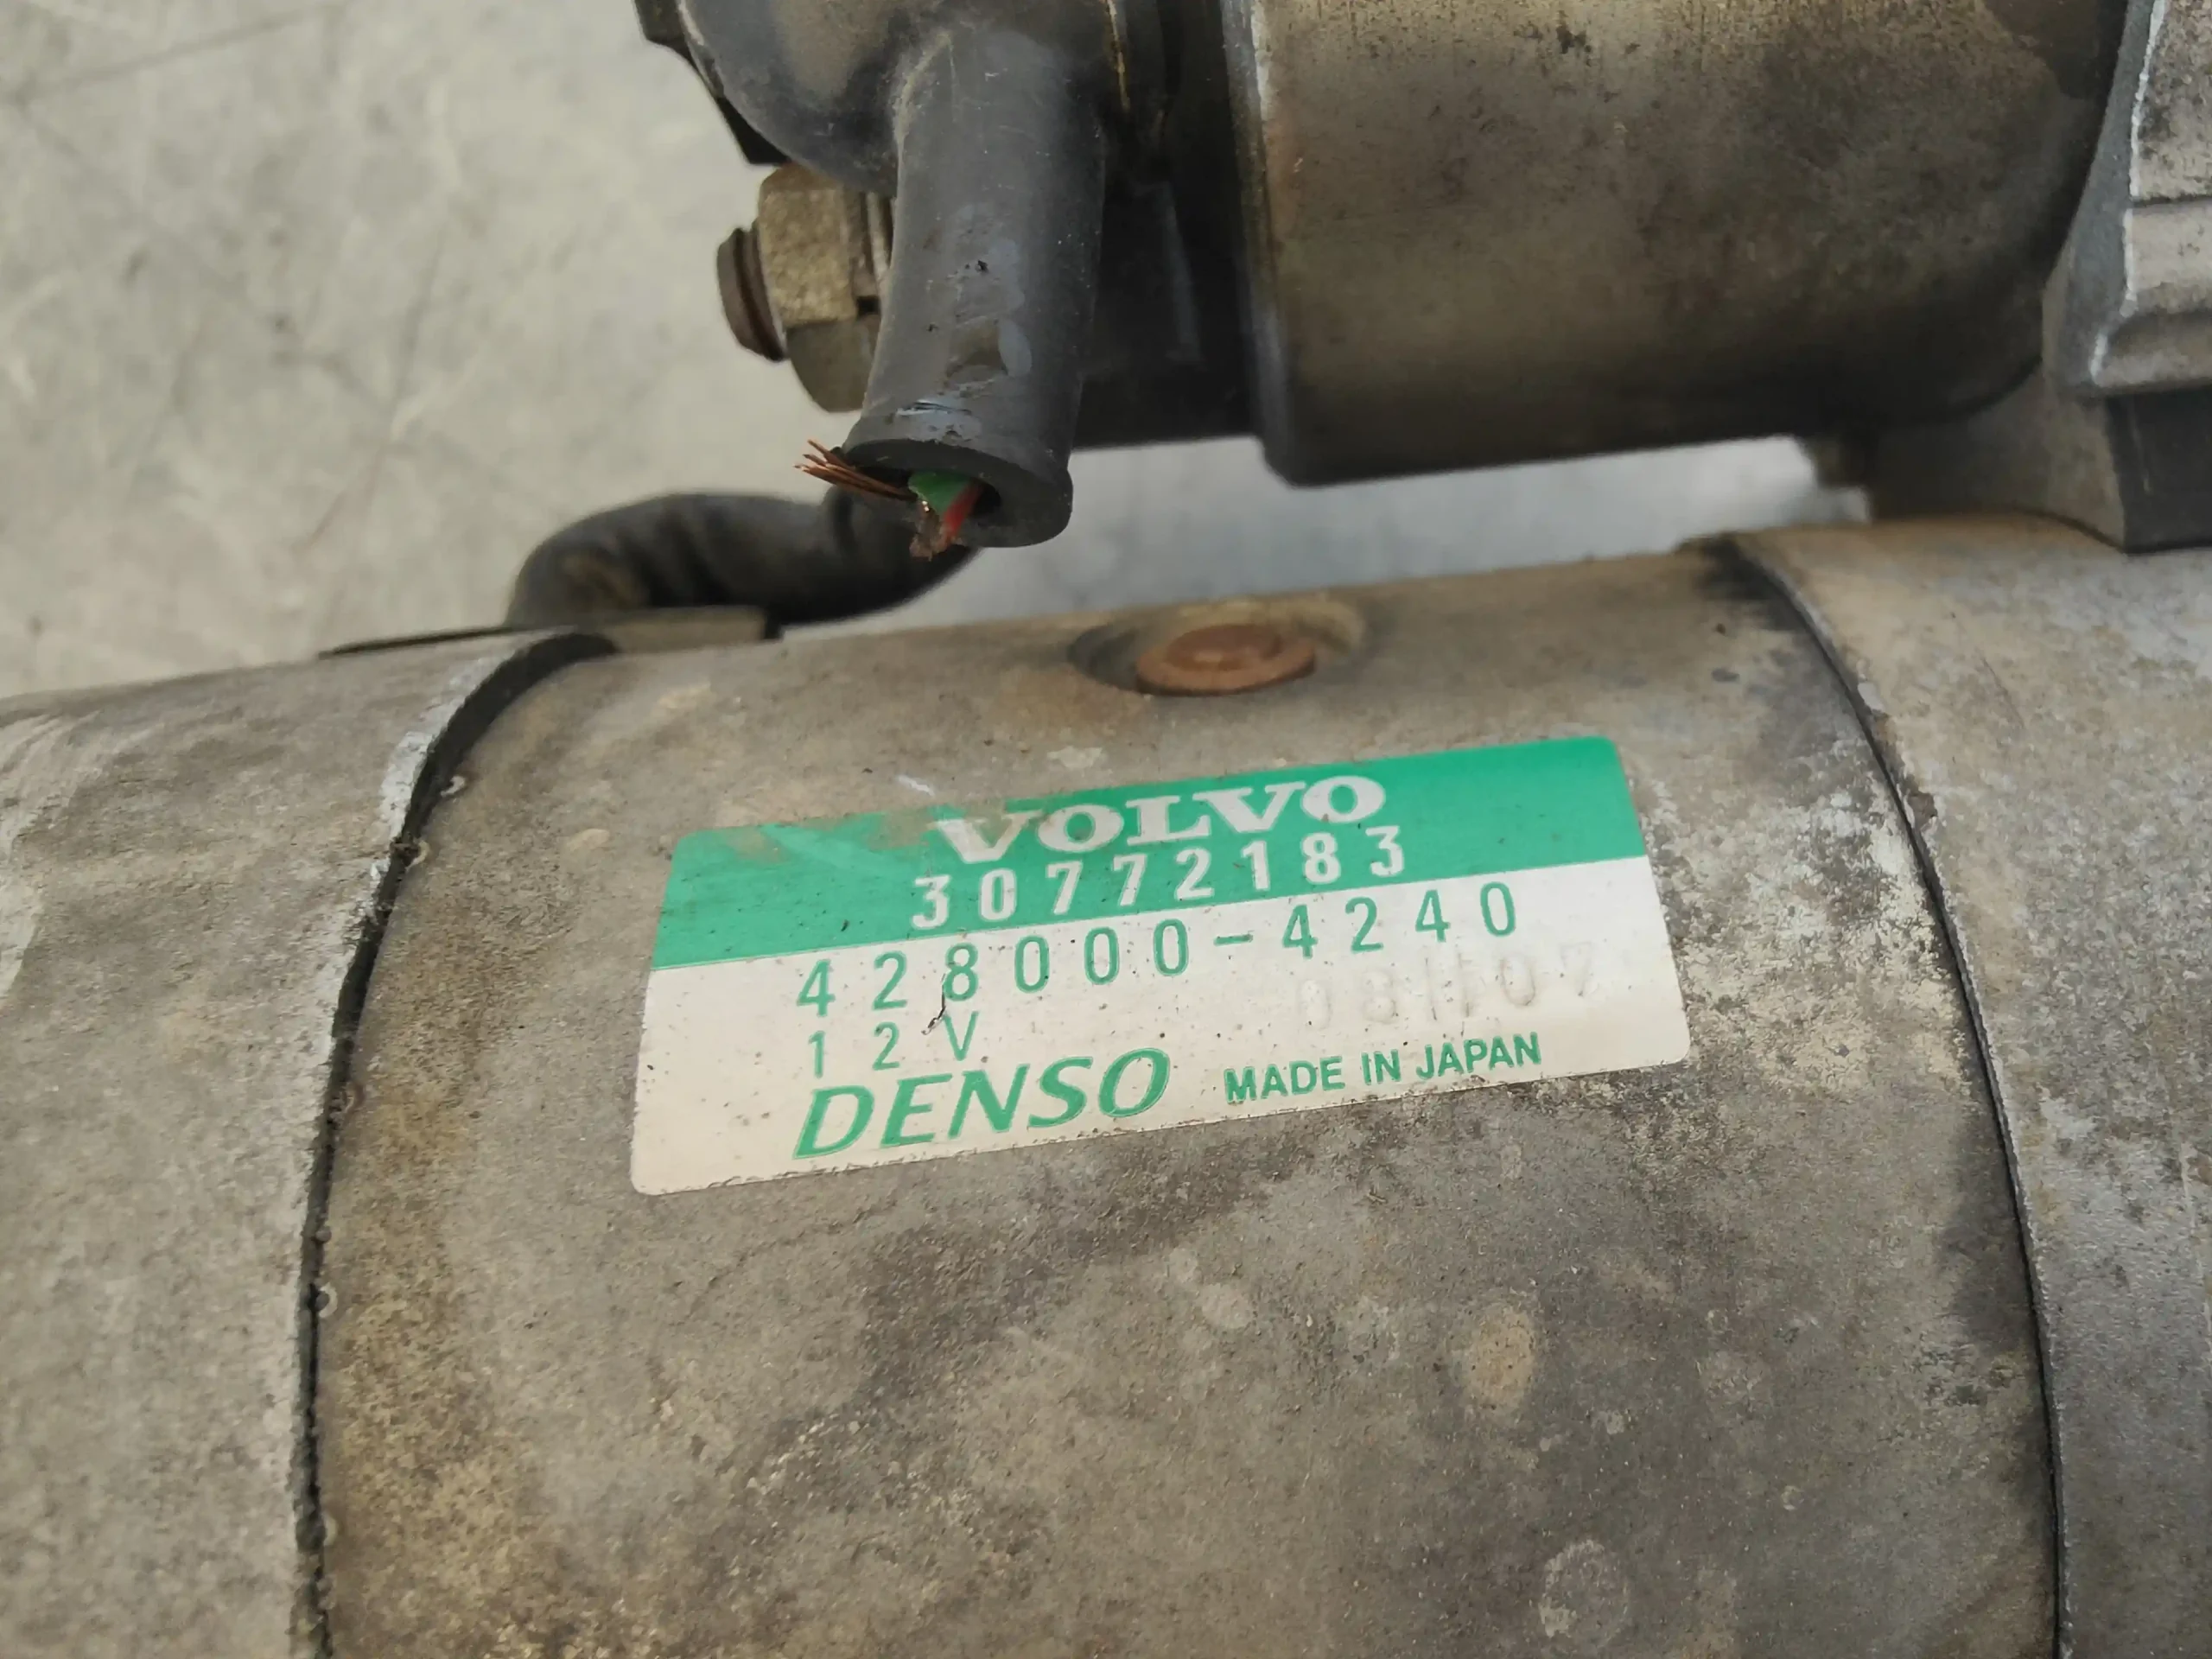 VOLVO
30772183
428000-4240
12V
DENSO MADE IN JAPAN